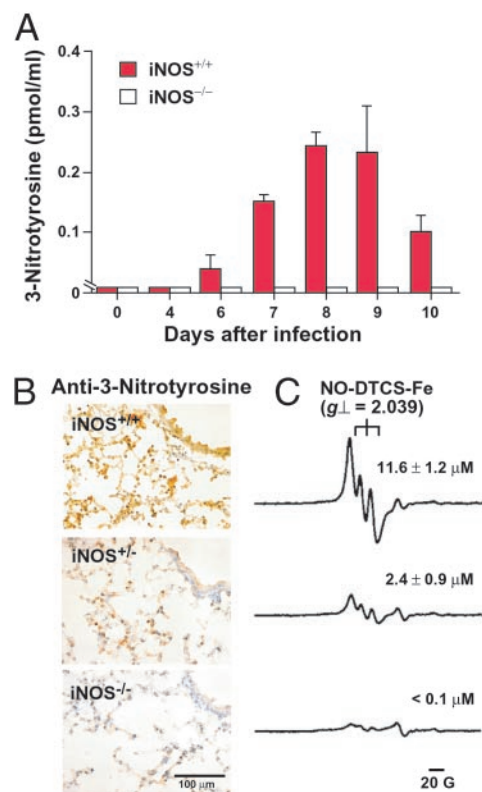 A
0.4
0.3
0.2
0.1
0
3-Nitrotyrosine (pmol/ml)
iNOS+/+
iNOS−/−
0 4 6 7 8 9 10
Days after infection
B Anti-3-Nitrotyrosine
iNOS+/+
iNOS+/-
iNOS-/-
100 μm
C NO-DTCS-Fe
(g⊥ = 2.039)
11.6 ± 1.2 μM
2.4 ± 0.9 μM
< 0.1 μM
20 G